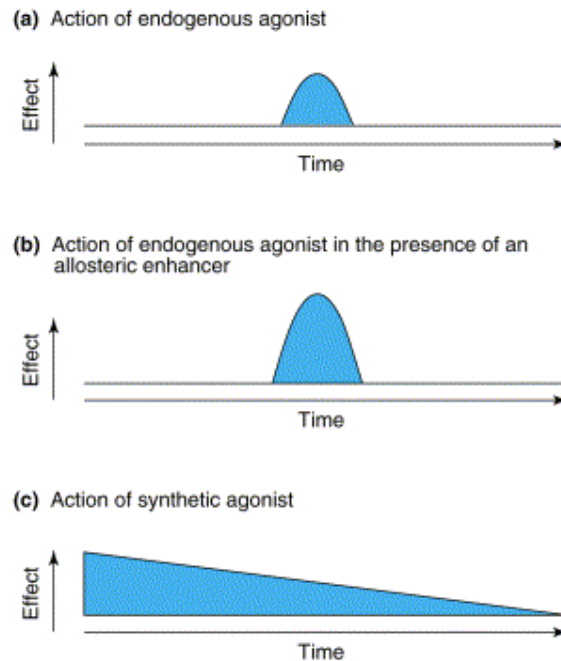 (a) Action of endogenous agonist
Effect
Time
(b) Action of endogenous agonist in the presence of an
allosteric enhancer
Effect
Time
(c) Action of synthetic agonist
Effect
Time